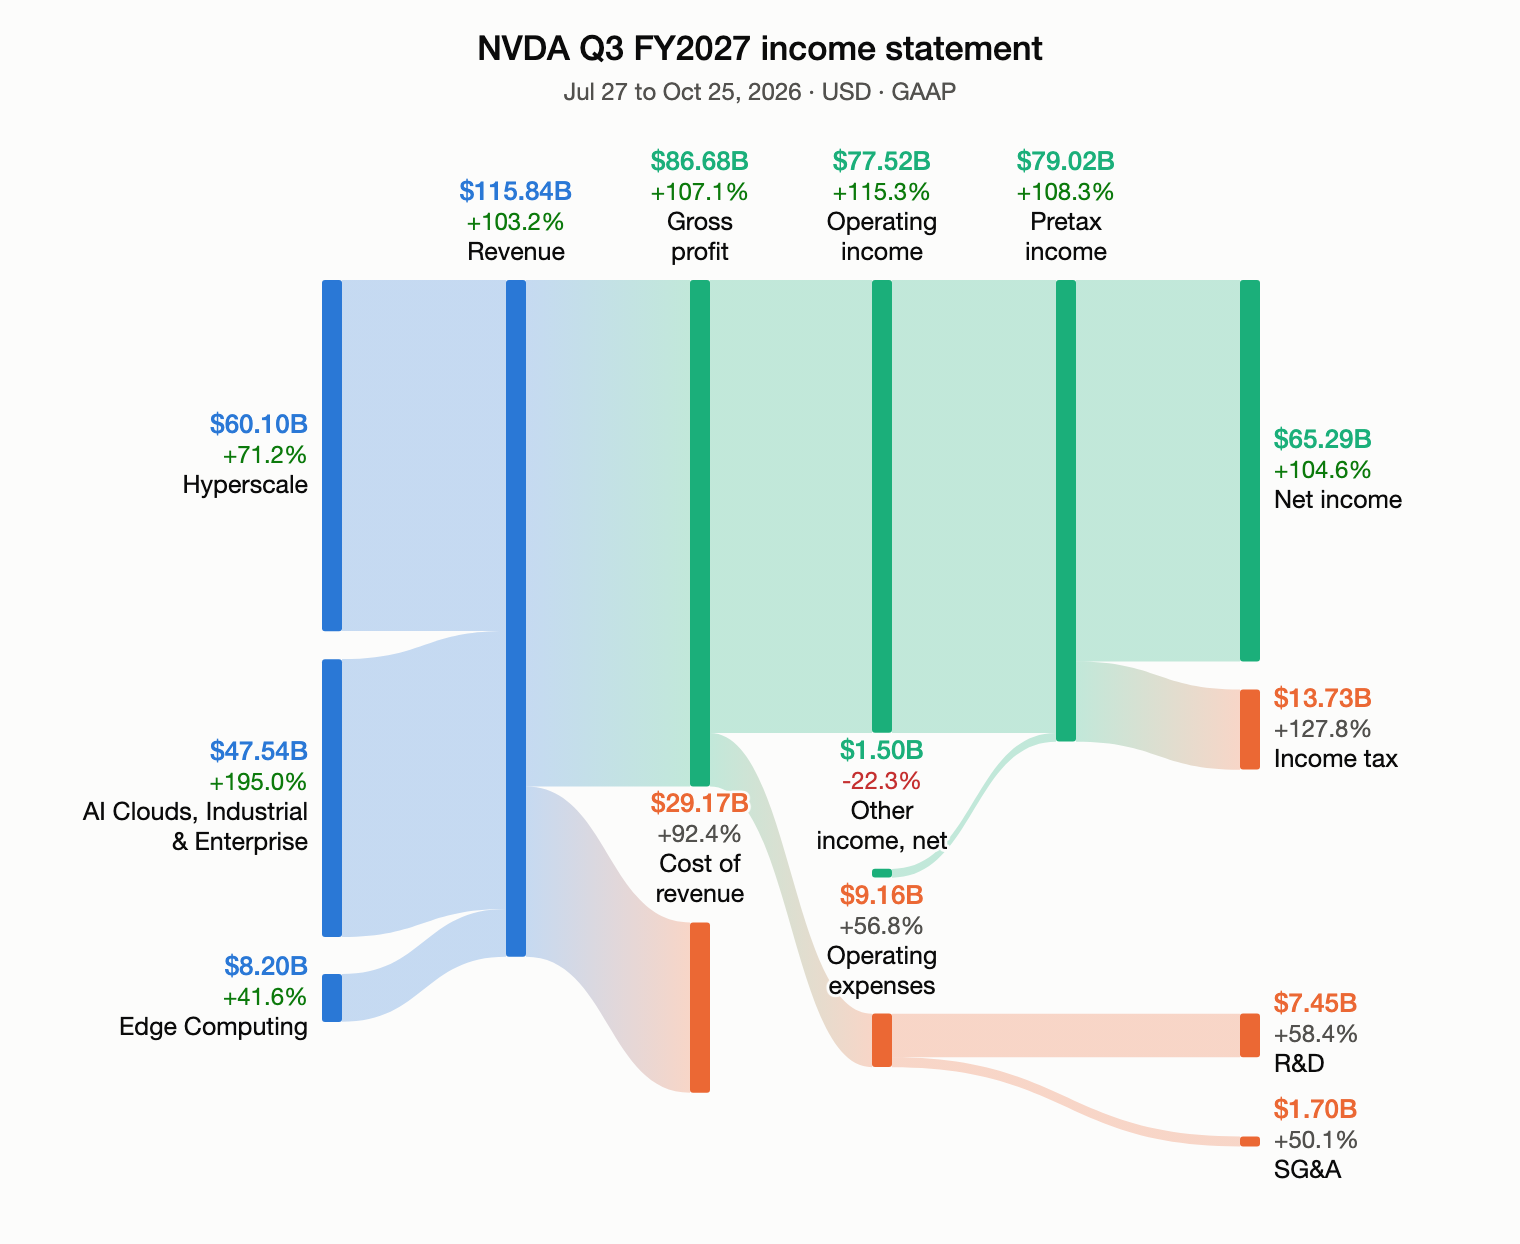 NVDA Q3 FY2027 income statement
Jul 27 to Oct 25, 2026 · USD · GAAP
$115.84B
+103.2%
Revenue
$86.68B
+107.1%
Gross
profit
$77.52B
+115.3%
Operating
income
$79.02B
+108.3%
Pretax
income
$60.10B
+71.2%
Hyperscale
$65.29B
+104.6%
Net income
$47.54B
+195.0%
AI Clouds, Industrial
& Enterprise
$29.17B
+92.4%
Cost of
revenue
$1.50B
-22.3%
Other
income, net
$13.73B
+127.8%
Income tax
$8.20B
+41.6%
Edge Computing
$9.16B
+56.8%
Operating
expenses
$7.45B
+58.4%
R&D
$1.70B
+50.1%
SG&A